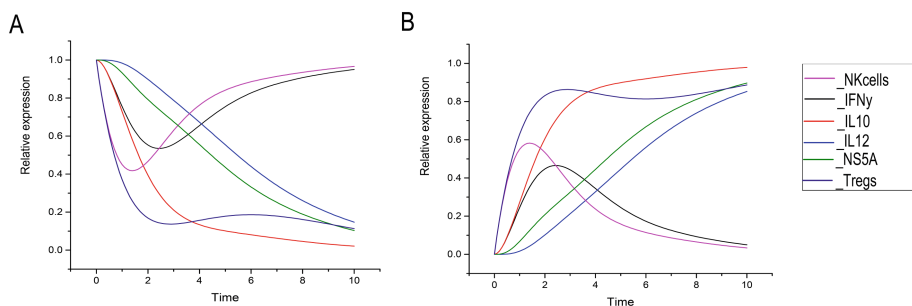 A
Relative expression
1.0
0.8
0.6
0.4
0.2
0.0
0 2 4 6 8 10
Time
B
Relative expression
1.0
0.8
0.6
0.4
0.2
0.0
0 2 4 6 8 10
Time
_NKcells
_IFNy
_IL10
_IL12
_NS5A
_Tregs